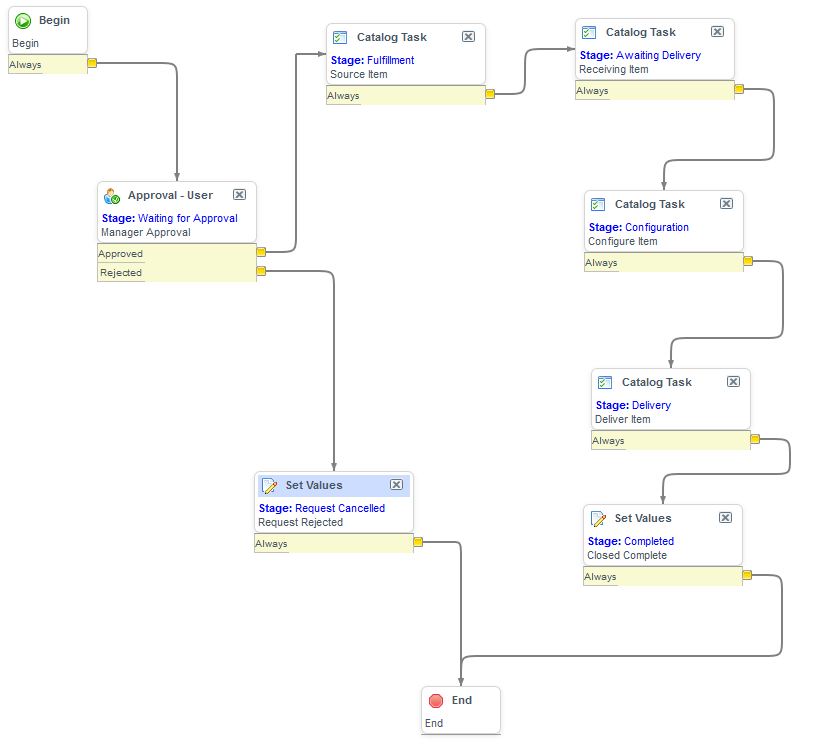 Begin
Begin
Always
Catalog Task
Stage: Fulfillment
Source Item
Always
Catalog Task
Stage: Awaiting Delivery
Receiving Item
Always
Approval - User
Stage: Waiting for Approval
Manager Approval
Approved
Rejected
Catalog Task
Stage: Configuration
Configure Item
Always
Catalog Task
Stage: Delivery
Deliver Item
Always
Set Values
Stage: Request Cancelled
Request Rejected
Always
Set Values
Stage: Completed
Closed Complete
Always
End
End